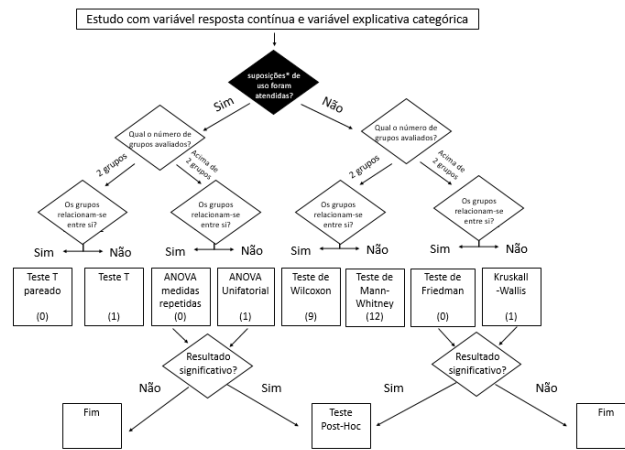 Estudo com variável resposta contínua e variável explicativa categórica
suposições* de
uso foram
atendidas?
Sim
Não
Qual o número de
grupos avaliados?
Qual o número de
grupos avaliados?
2 grupos
Acima de
2 grupos
2 grupos
Acima de
2 grupos
Os grupos
relacionam-se
entre si?
Os grupos
relacionam-se
entre si?
Os grupos
relacionam-se
entre si?
Os grupos
relacionam-se
entre si?
Sim
Não
Sim
Não
Sim
Não
Sim
Não
Teste T
pareado
(0)
Teste T
(1)
ANOVA
medidas
repetidas
(0)
ANOVA
Unifatorial
(1)
Teste de
Wilcoxon
(9)
Teste de
Mann-
Whitney
(12)
Teste de
Friedman
(0)
Kruskall
-Wallis
(1)
Resultado
significativo?
Resultado
significativo?
Não
Sim
Sim
Não
Fim
Teste
Post-Hoc
Fim